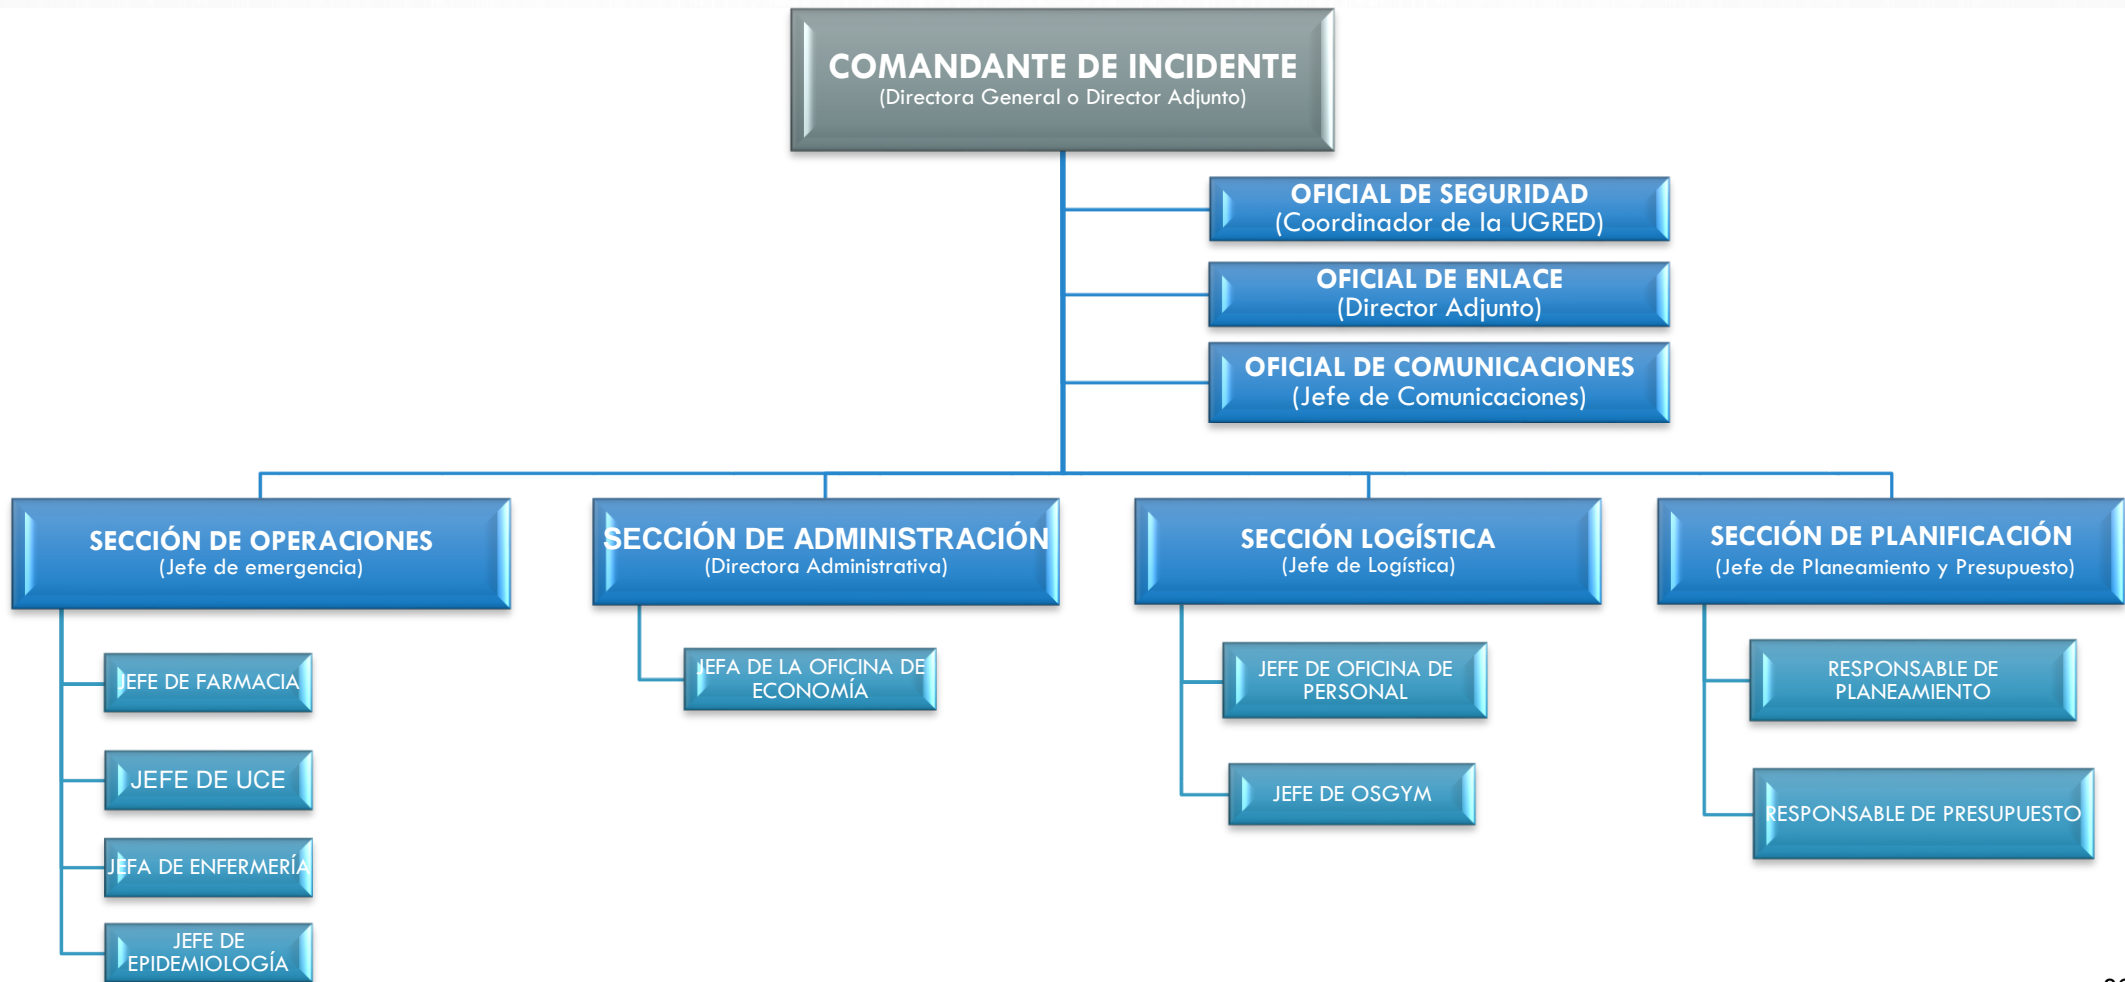 COMANDANTE DE INCIDENTE
(Directora General o Director Adjunto)
OFICIAL DE SEGURIDAD
(Coordinador de la UGRED)
OFICIAL DE ENLACE
(Director Adjunto)
OFICIAL DE COMUNICACIONES
(Jefe de Comunicaciones)
SECCIÓN DE OPERACIONES
(Jefe de emergencia)
JEFE DE FARMACIA
JEFE DE UCE
JEFA DE ENFERMERÍA
JEFE DE
EPIDEMIOLOGÍA
SECCIÓN DE ADMINISTRACIÓN
(Directora Administrativa)
JEFA DE LA OFICINA DE
ECONOMÍA
SECCIÓN LOGÍSTICA
(Jefe de Logística)
JEFE DE OFICINA DE
PERSONAL
JEFE DE OSGYM
SECCIÓN DE PLANIFICACIÓN
(Jefe de Planeamiento y Presupuesto)
RESPONSABLE DE
PLANEAMIENTO
RESPONSABLE DE PRESUPUESTO